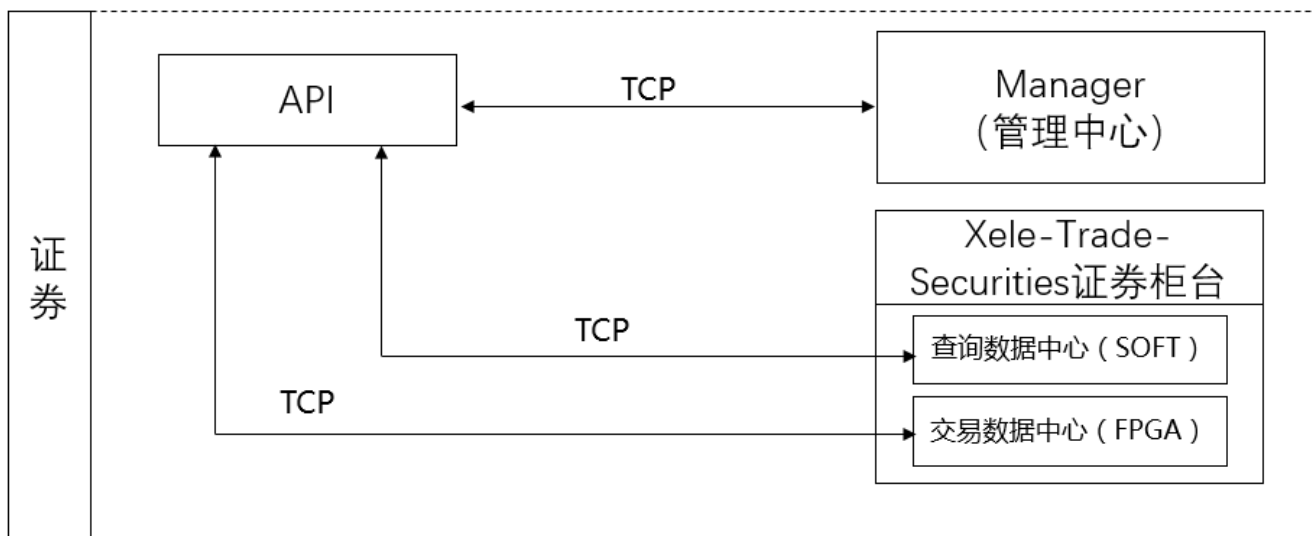 证
券
API
TCP
Manager
（管理中心）
Xele-Trade-
Securities证券柜台
TCP
查询数据中心（SOFT）
TCP
交易数据中心（FPGA）